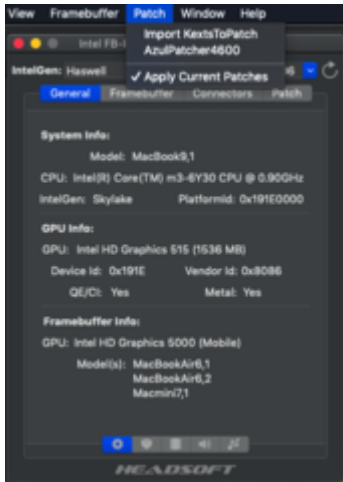 View Framebuffer Patch Window Help
Import KextsToPatch
AzulPatcher4600
✓ Apply Current Patches
Intel FB-
IntelGen: Haswell
General Framebuffer Connectors Patch
System Info:
Model: MacBook9,1
CPU: Intel(R) Core(TM) m3-6Y30 CPU @ 0.90GHz
IntelGen: Skylake PlatformId: 0x191E0000
GPU Info:
GPU: Intel HD Graphics 515 (1536 MB)
Device Id: 0x191E Vendor Id: 0x8086
QE/CI: Yes Metal: Yes
Framebuffer Info:
GPU: Intel HD Graphics 5000 (Mobile)
Model(s): MacBookAir6,1
MacBookAir6,2
Macmini7,1
HEADSOFT